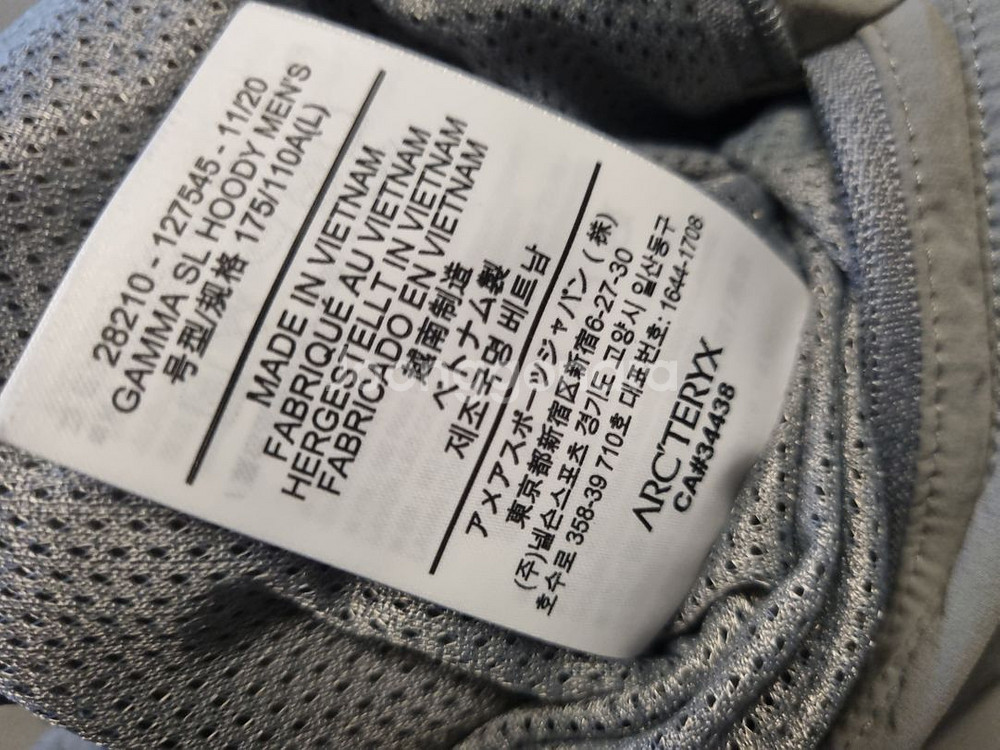 28210 - 127545 - 11/20
GAMMA SL HOODY MEN'S
号型/规格 175/110A(L)
MADE IN VIETNAM
FABRIQUÉ AU VIETNAM
HERGESTELLT IN VIETNAM
FABRICADO EN VIETNAM
越南制造
ベトナム製
제조국명 베트남
アメアスポーツジャパン (株)
東京都新宿区新宿6-27-30
(주)넬슨스포츠 경기도 고양시 일산동구
호수로 358-39 710호 대표번호: 1644-1708
ARC'TERYX
CA#34438